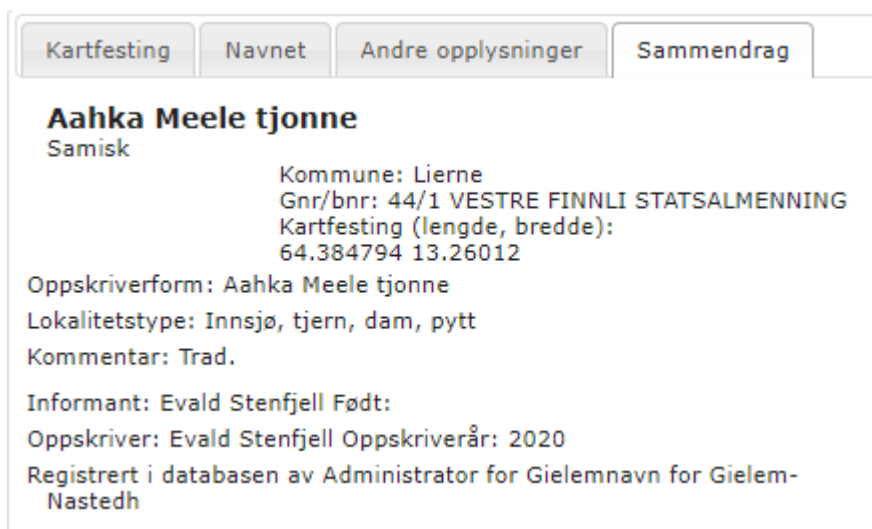 Kartfesting Navnet Andre opplysninger Sammendrag
Aahka Meele tjonne
Samisk
Kommune: Lierne
Gnr/bnr: 44/1 VESTRE FINNLI STATSALMENNING
Kartfesting (lengde, bredde):
64.384794 13.26012
Oppskriverform: Aahka Meele tjonne
Lokalitetstype: Innsjø, tjern, dam, pytt
Kommentar: Trad.
Informant: Evald Stenfjell Født:
Oppskriver: Evald Stenfjell Oppskriverår: 2020
Registrert i databasen av Administrator for Gielemnavn for Gielem-
Nastedh